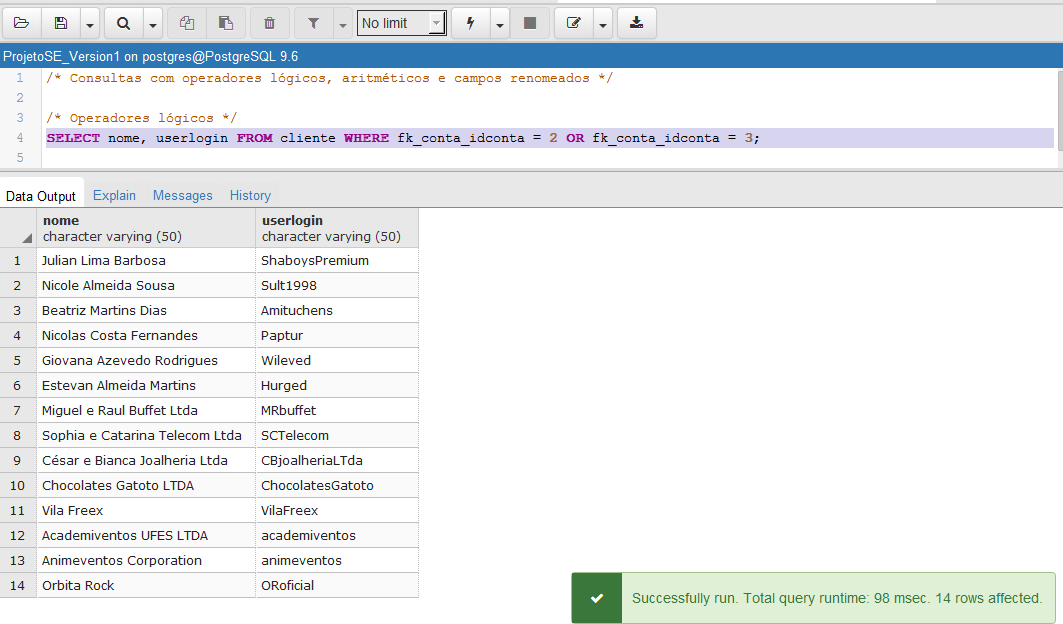 No limit
ProjetoSE_Version1 on postgres@PostgreSQL 9.6
1 /* Consultas com operadores lógicos, aritméticos e campos renomeados */
2
3 /* Operadores lógicos */
4 SELECT nome, userlogin FROM cliente WHERE fk_conta_idconta = 2 OR fk_conta_idconta = 3;
5
Data Output Explain Messages History
nome userlogin
character varying (50) character varying (50)
1 Julian Lima Barbosa ShaboysPremium
2 Nicole Almeida Sousa Sult1998
3 Beatriz Martins Dias Amituchens
4 Nicolas Costa Fernandes Paptur
5 Giovana Azevedo Rodrigues Wileved
6 Estevan Almeida Martins Hurged
7 Miguel e Raul Buffet Ltda MRbuffet
8 Sophia e Catarina Telecom Ltda SCTelecom
9 César e Bianca Joalheria Ltda CBjoalheriaLTda
10 Chocolates Gatoto LTDA ChocolatesGatoto
11 Vila Freex VilaFreex
12 Academiventos UFES LTDA academiventos
13 Animeventos Corporation animeventos
14 Orbita Rock ORoficial
Successfully run. Total query runtime: 98 msec. 14 rows affected.